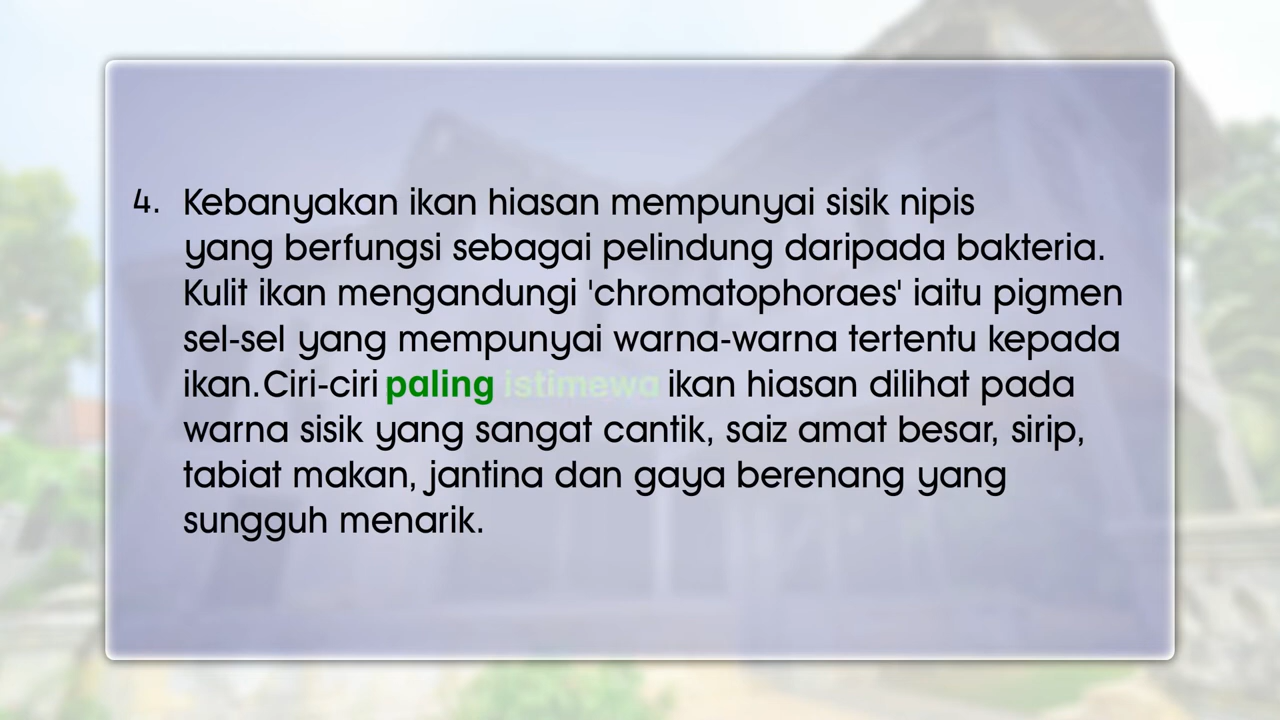 4. Kebanyakan ikan hiasan mempunyai sisik nipis
yang berfungsi sebagai pelindung daripada bakteria.
Kulit ikan mengandungi 'chromatophoraes' iaitu pigmen
sel-sel yang mempunyai warna-warna tertentu kepada
ikan. Ciri-ciri paling istimewa ikan hiasan dilihat pada
warna sisik yang sangat cantik, saiz amat besar, sirip,
tabiat makan, jantina dan gaya berenang yang
sungguh menarik.